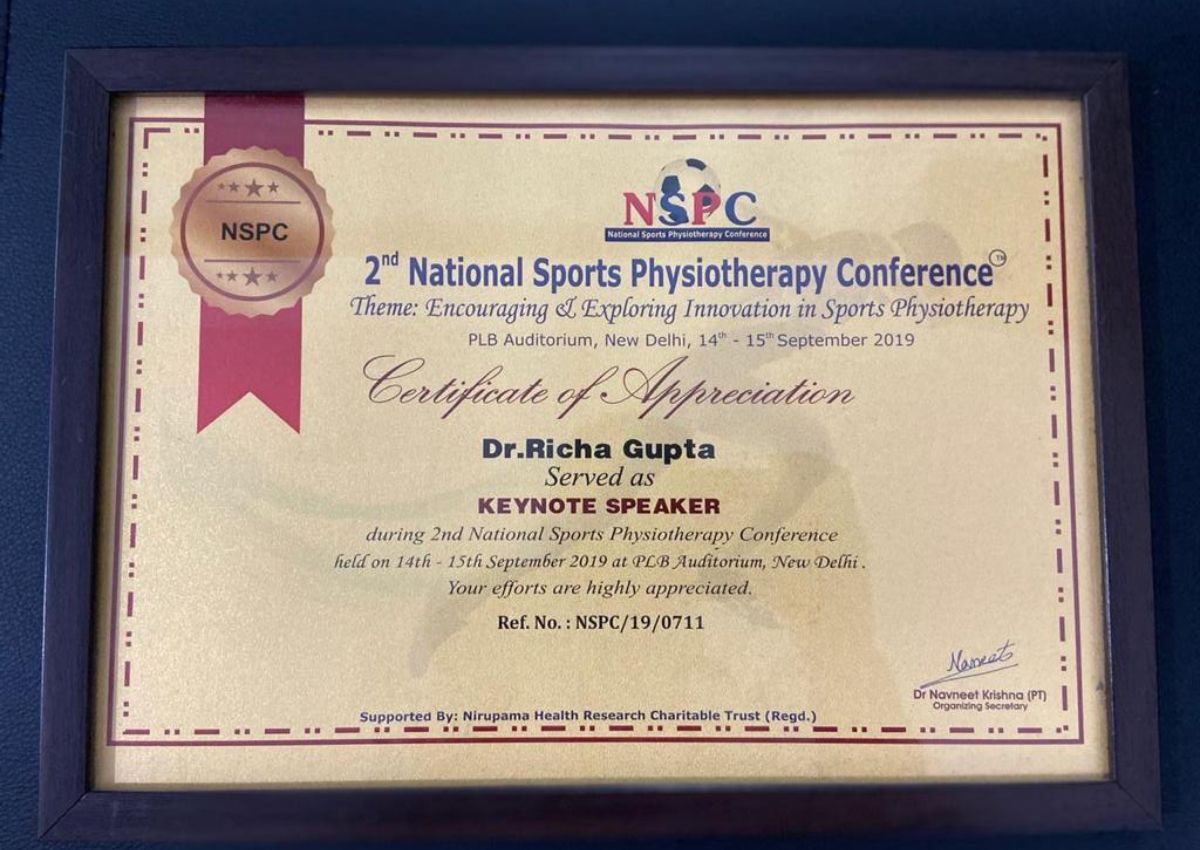 NSPC
NSPC
National Sports Physiotherapy Conference
2nd National Sports Physiotherapy Conference™
Theme: Encouraging & Exploring Innovation in Sports Physiotherapy
PLB Auditorium, New Delhi, 14th - 15th September 2019
Certificate of Appreciation
Dr.Richa Gupta
Served as
KEYNOTE SPEAKER
during 2nd National Sports Physiotherapy Conference
held on 14th - 15th September 2019 at PLB Auditorium, New Delhi .
Your efforts are highly appreciated.
Ref. No. : NSPC/19/0711
Navneet
Dr Navneet Krishna (PT)
Organizing Secretary
Supported By: Nirupama Health Research Charitable Trust (Regd.)